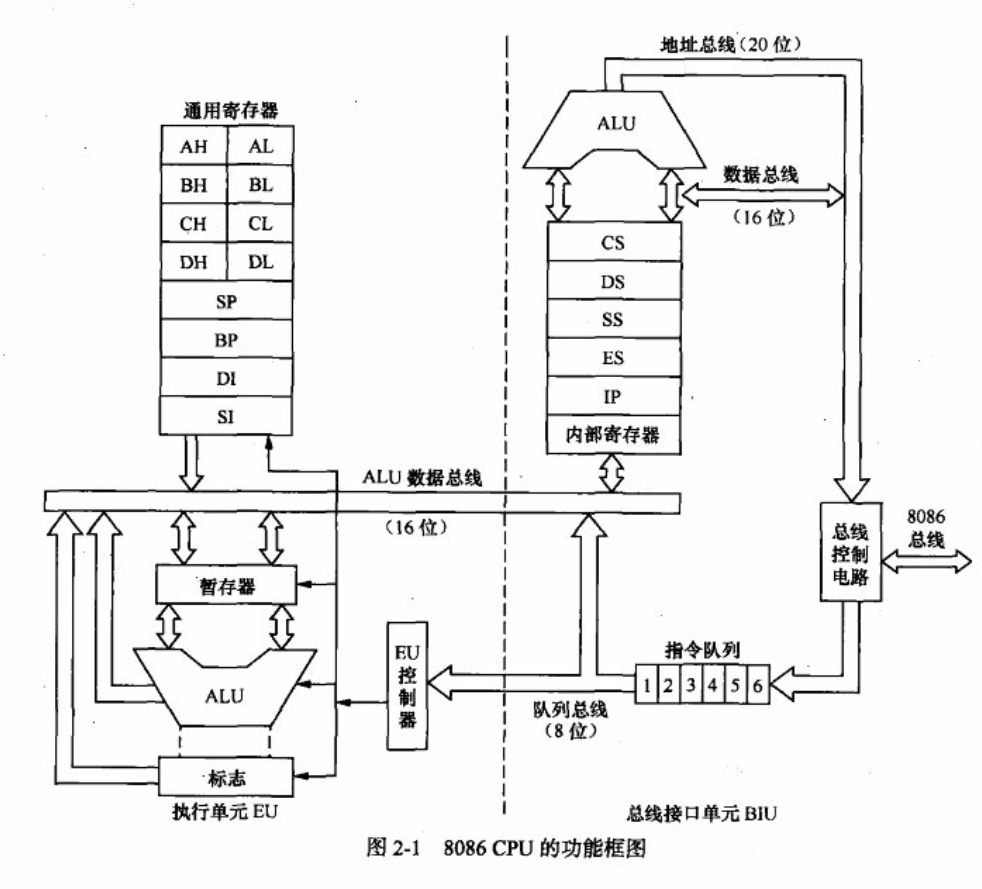 通用寄存器
AH AL
BH BL
CH CL
DH DL
SP
BP
DI
SI
ALU 数据总线
(16 位)
暂存器
ALU
标志
执行单元 EU
EU
控
制
器
地址总线(20 位)
ALU
数据总线
(16 位)
CS
DS
SS
ES
IP
内部寄存器
总线
控制
电路
8086
总线
指令队列
1 2 3 4 5 6
队列总线
(8 位)
总线接口单元 BIU
图 2-1 8086 CPU 的功能框图